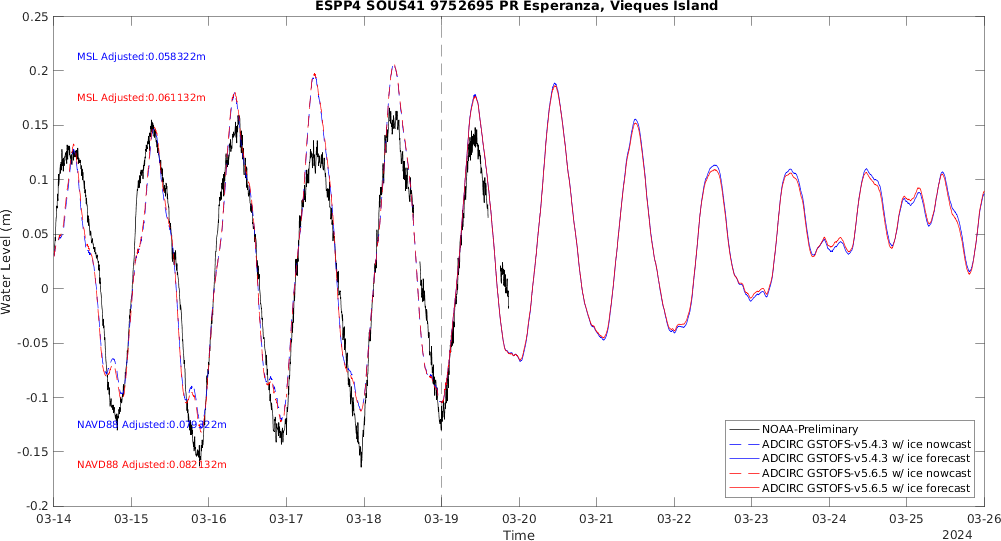 ESPP4 SOUS41 9752695 PR Esperanza, Vieques Island
0.25
0.2
0.15
0.1
0.05
0
-0.05
-0.1
-0.15
-0.2
Water Level (m)
MSL Adjusted:0.058322m
MSL Adjusted:0.061132m
NAVD88 Adjusted:0.079322m
NAVD88 Adjusted:0.082132m
NOAA-Preliminary
ADCIRC GSTOFS-v5.4.3 w/ ice nowcast
ADCIRC GSTOFS-v5.4.3 w/ ice forecast
ADCIRC GSTOFS-v5.6.5 w/ ice nowcast
ADCIRC GSTOFS-v5.6.5 w/ ice forecast
03-14 03-15 03-16 03-17 03-18 03-19 03-20 03-21 03-22 03-23 03-24 03-25 03-26
Time
2024